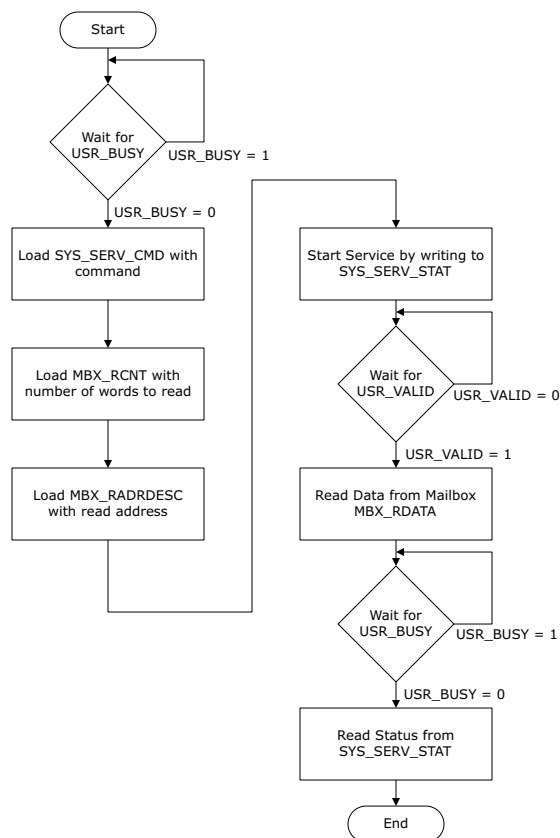 Start
Wait for
USR_BUSY
USR_BUSY = 1
USR_BUSY = 0
Load SYS_SERV_CMD with
command
Load MBX_RCNT with
number of words to read
Load MBX_RADRDESC
with read address
Start Service by writing to
SYS_SERV_STAT
Wait for
USR_VALID
USR_VALID = 0
USR_VALID = 1
Read Data from Mailbox
MBX_RDATA
Wait for
USR_BUSY
USR_BUSY = 1
USR_BUSY = 0
Read Status from
SYS_SERV_STAT
End